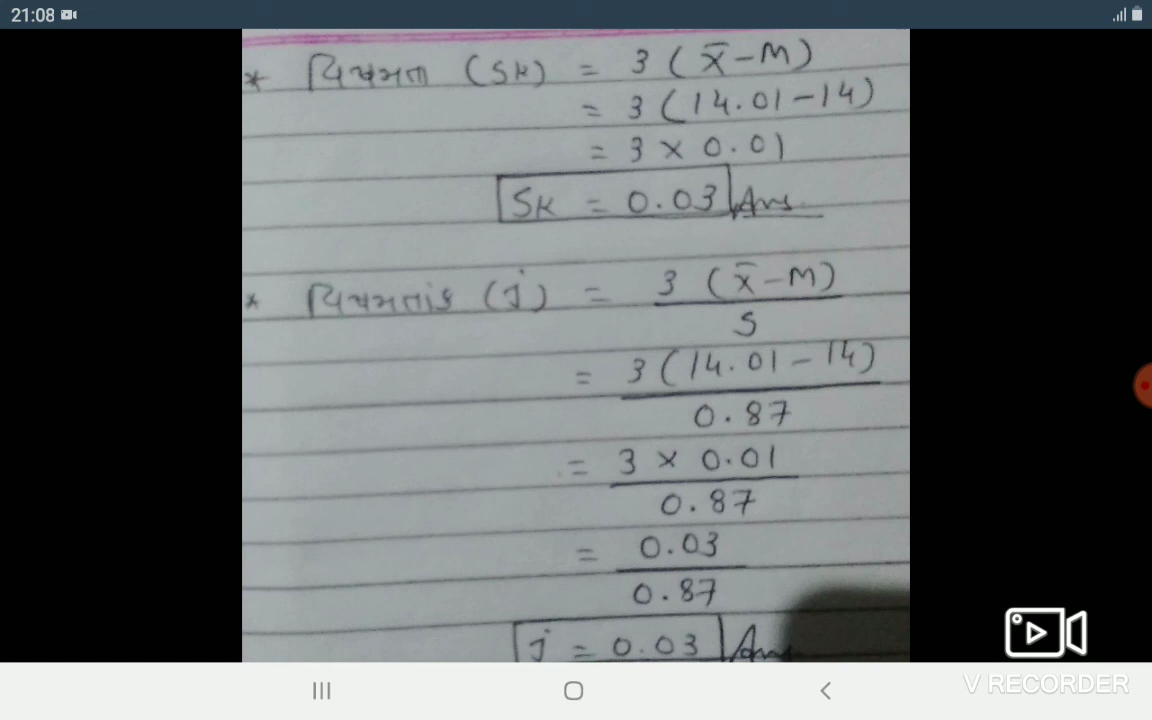 21:08
* વિષમતા (SK) = 3 ( x̄ - M )
= 3 ( 14.01 - 14 )
= 3 × 0.01
SK = 0.03 Ans
* વિષમતાંક (j) = 3 ( x̄ - M )
S
= 3 ( 14.01 - 14 )
0.87
= 3 × 0.01
0.87
= 0.03
0.87
j = 0.03 Ans
V RECORDER